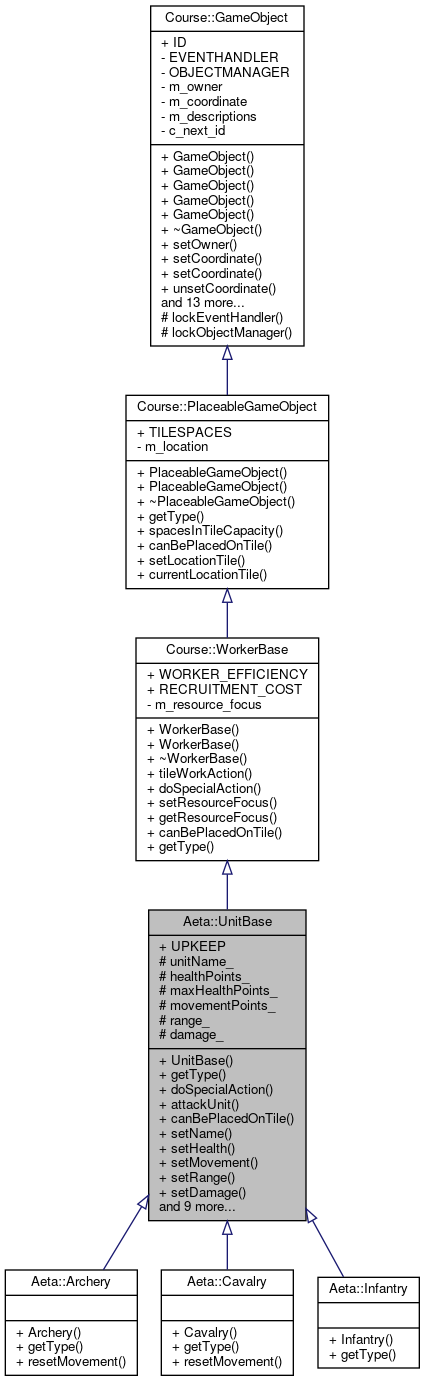 Course::GameObject
+ ID
- EVENTHANDLER
- OBJECTMANAGER
- m_owner
- m_coordinate
- m_descriptions
- c_next_id
+ GameObject()
+ GameObject()
+ GameObject()
+ GameObject()
+ GameObject()
+ ~GameObject()
+ setOwner()
+ setCoordinate()
+ setCoordinate()
+ unsetCoordinate()
and 13 more...
# lockEventHandler()
# lockObjectManager()
Course::PlaceableGameObject
+ TILESPACES
- m_location
+ PlaceableGameObject()
+ PlaceableGameObject()
+ ~PlaceableGameObject()
+ getType()
+ spacesInTileCapacity()
+ canBePlacedOnTile()
+ setLocationTile()
+ currentLocationTile()
Course::WorkerBase
+ WORKER_EFFICIENCY
+ RECRUITMENT_COST
- m_resource_focus
+ WorkerBase()
+ WorkerBase()
+ ~WorkerBase()
+ tileWorkAction()
+ doSpecialAction()
+ setResourceFocus()
+ getResourceFocus()
+ canBePlacedOnTile()
+ getType()
Aeta::UnitBase
+ UPKEEP
# unitName_
# healthPoints_
# maxHealthPoints_
# movementPoints_
# range_
# damage_
+ UnitBase()
+ getType()
+ doSpecialAction()
+ attackUnit()
+ canBePlacedOnTile()
+ setName()
+ setHealth()
+ setMovement()
+ setRange()
+ setDamage()
and 9 more...
Aeta::Archery
+ Archery()
+ getType()
+ resetMovement()
Aeta::Cavalry
+ Cavalry()
+ getType()
+ resetMovement()
Aeta::Infantry
+ Infantry()
+ getType()